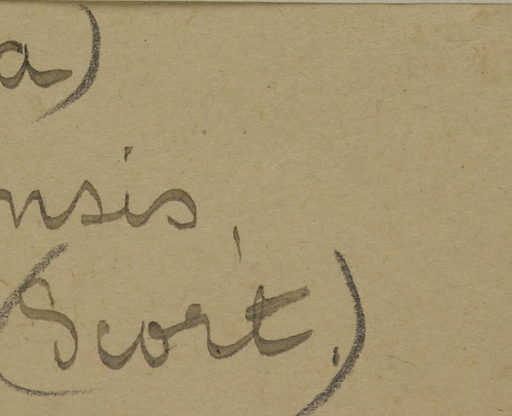 a)
nsis,
(Scort.)